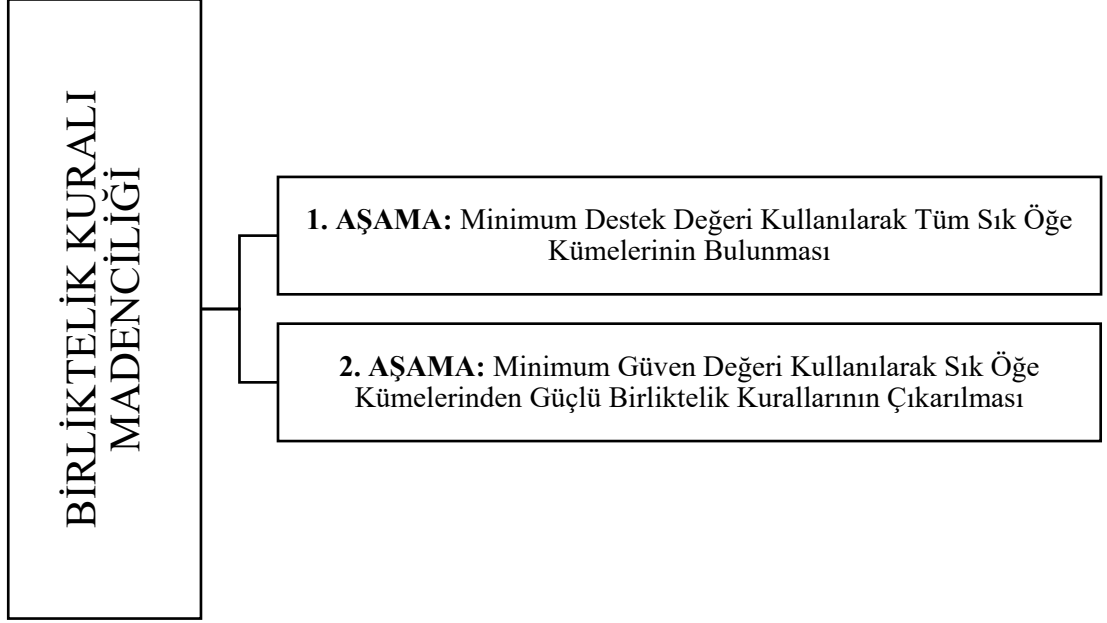 BİRLİKTELİK KURALI
MADENCİLİĞİ
1. AŞAMA: Minimum Destek Değeri Kullanılarak Tüm Sık Öğe
Kümelerinin Bulunması
2. AŞAMA: Minimum Güven Değeri Kullanılarak Sık Öğe
Kümelerinden Güçlü Birliktelik Kurallarının Çıkarılması